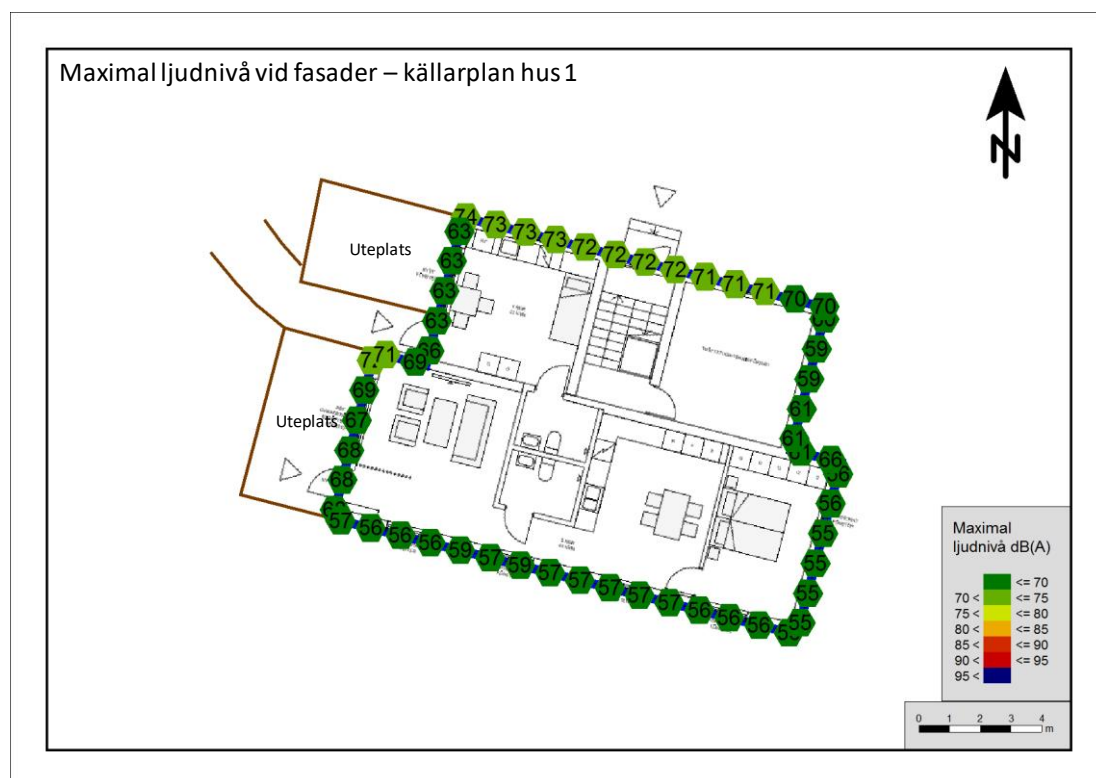 Maximal ljudnivå vid fasader – källarplan hus 1
N
Uteplats
Uteplats
74 73 73 73 72 72 72 72 71 71 71 70 70
63
63
63
63
66
69
71
69
67
68
68
57 56 56 56 59 57 59 57 57 57 57 57 56 56 56
59
59
61
61
66
56
55
55
55
55
Maximal
ljudnivå dB(A)
<= 70
70 < <= 75
75 < <= 80
80 < <= 85
85 < <= 90
90 < <= 95
95 <
0 1 2 3 4
m